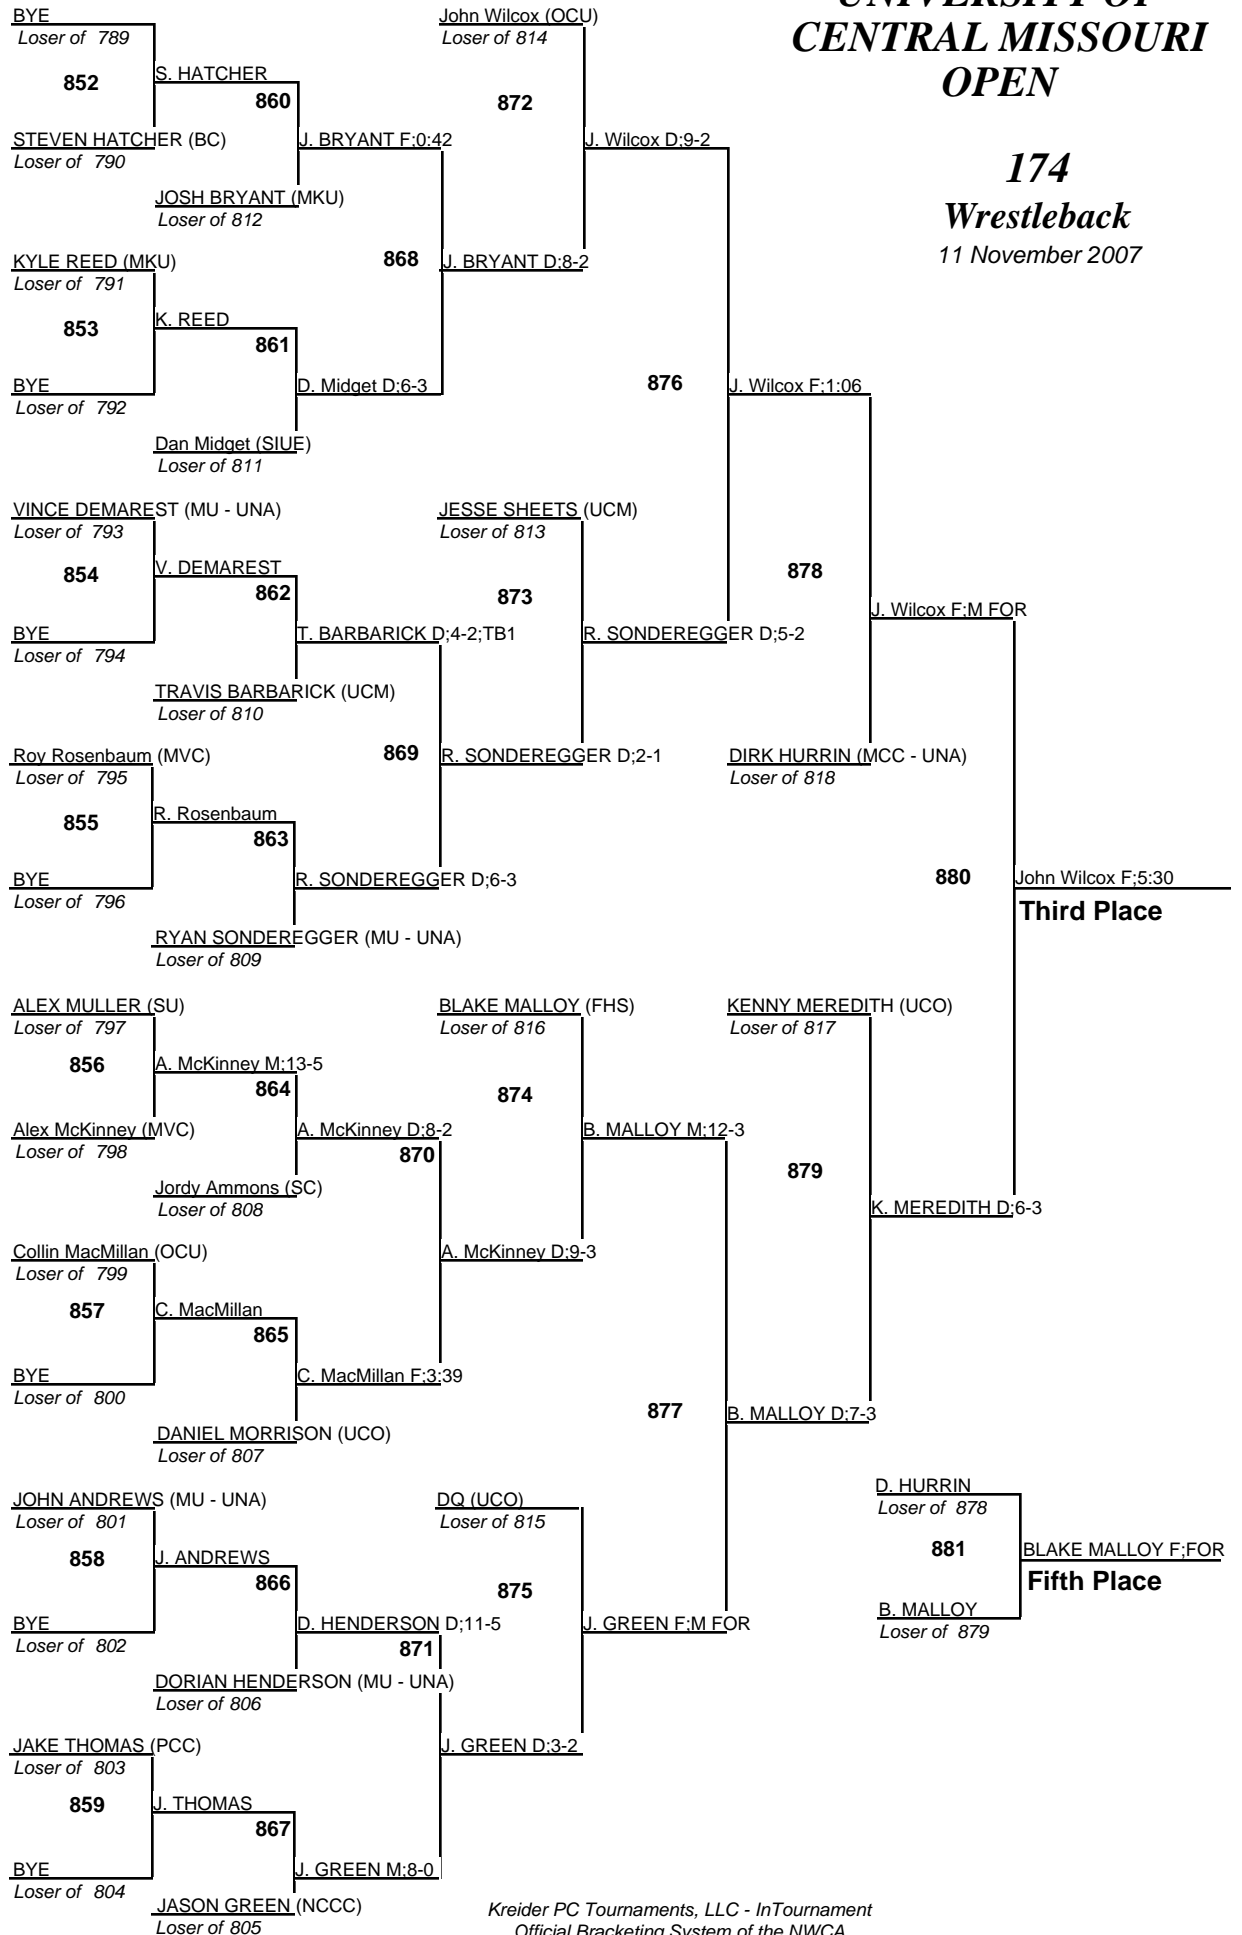 UNIVERSITY OF
CENTRAL MISSOURI
OPEN
174
Wrestleback
11 November 2007
BYE
Loser of 789
852
S. HATCHER
STEVEN HATCHER (BC)
Loser of 790
860
J. BRYANT F;0:42
JOSH BRYANT (MKU)
Loser of 812
KYLE REED (MKU)
Loser of 791
853
K. REED
BYE
Loser of 792
861
D. Midget D;6-3
Dan Midget (SIUE)
Loser of 811
868
J. BRYANT D;8-2
John Wilcox (OCU)
Loser of 814
872
J. Wilcox D;9-2
VINCE DEMAREST (MU - UNA)
Loser of 793
854
V. DEMAREST
BYE
Loser of 794
862
T. BARBARICK D;4-2;TB1
TRAVIS BARBARICK (UCM)
Loser of 810
Roy Rosenbaum (MVC)
Loser of 795
855
R. Rosenbaum
BYE
Loser of 796
863
R. SONDEREGGER D;6-3
RYAN SONDEREGGER (MU - UNA)
Loser of 809
869
R. SONDEREGGER D;2-1
JESSE SHEETS (UCM)
Loser of 813
873
R. SONDEREGGER D;5-2
876
J. Wilcox F;1:06
878
J. Wilcox F;M FOR
DIRK HURRIN (MCC - UNA)
Loser of 818
880
John Wilcox F;5:30
Third Place
ALEX MULLER (SU)
Loser of 797
856
A. McKinney M;13-5
Alex McKinney (MVC)
Loser of 798
864
A. McKinney D;8-2
Jordy Ammons (SC)
Loser of 808
Collin MacMillan (OCU)
Loser of 799
857
C. MacMillan
BYE
Loser of 800
865
C. MacMillan F;3:39
DANIEL MORRISON (UCO)
Loser of 807
870
A. McKinney D;9-3
BLAKE MALLOY (FHS)
Loser of 816
874
B. MALLOY M;12-3
KENNY MEREDITH (UCO)
Loser of 817
879
K. MEREDITH D;6-3
877
B. MALLOY D;7-3
JOHN ANDREWS (MU - UNA)
Loser of 801
858
J. ANDREWS
BYE
Loser of 802
866
D. HENDERSON D;11-5
DORIAN HENDERSON (MU - UNA)
Loser of 806
JAKE THOMAS (PCC)
Loser of 803
859
J. THOMAS
BYE
Loser of 804
867
J. GREEN M;8-0
JASON GREEN (NCCC)
Loser of 805
871
J. GREEN D;3-2
DQ (UCO)
Loser of 815
875
J. GREEN F;M FOR
D. HURRIN
Loser of 878
881
BLAKE MALLOY F;FOR
Fifth Place
B. MALLOY
Loser of 879
Kreider PC Tournaments, LLC - InTournament
Official Bracketing System of the NWCA